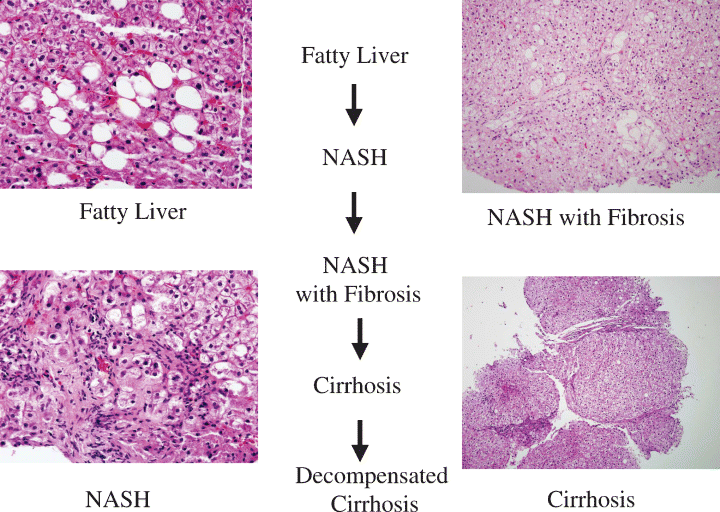 Fatty Liver
NASH
NASH
with Fibrosis
Cirrhosis
Decompensated
Cirrhosis
Fatty Liver
NASH with Fibrosis
NASH
Cirrhosis